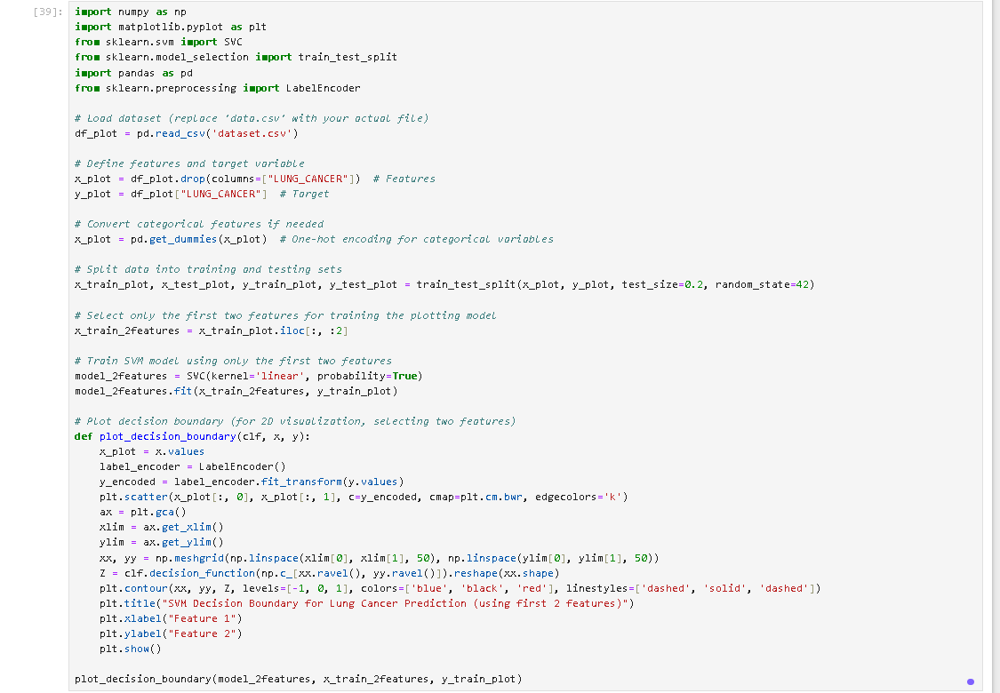 [39]:
import numpy as np
import matplotlib.pyplot as plt
from sklearn.svm import SVC
from sklearn.model_selection import train_test_split
import pandas as pd
from sklearn.preprocessing import LabelEncoder
# Load dataset (replace 'data.csv' with your actual file)
df_plot = pd.read_csv('dataset.csv')
# Define features and target variable
x_plot = df_plot.drop(columns=["LUNG_CANCER"])  # Features
y_plot = df_plot["LUNG_CANCER"]  # Target
# Convert categorical features if needed
x_plot = pd.get_dummies(x_plot)  # One-hot encoding for categorical variables
# Split data into training and testing sets
x_train_plot, x_test_plot, y_train_plot, y_test_plot = train_test_split(x_plot, y_plot, test_size=0.2, random_state=42)
# Select only the first two features for training the plotting model
x_train_2features = x_train_plot.iloc[:, :2]
# Train SVM model using only the first two features
model_2features = SVC(kernel='linear', probability=True)
model_2features.fit(x_train_2features, y_train_plot)
# Plot decision boundary (for 2D visualization, selecting two features)
def plot_decision_boundary(clf, x, y):
    x_plot = x.values
    label_encoder = LabelEncoder()
    y_encoded = label_encoder.fit_transform(y.values)
    plt.scatter(x_plot[:, 0], x_plot[:, 1], c=y_encoded, cmap=plt.cm.bwr, edgecolors='k')
    ax = plt.gca()
    xlim = ax.get_xlim()
    ylim = ax.get_ylim()
    xx, yy = np.meshgrid(np.linspace(xlim[0], xlim[1], 50), np.linspace(ylim[0], ylim[1], 50))
    Z = clf.decision_function(np.c_[xx.ravel(), yy.ravel()]).reshape(xx.shape)
    plt.contour(xx, yy, Z, levels=[-1, 0, 1], colors=['blue', 'black', 'red'], linestyles=['dashed', 'solid', 'dashed'])
    plt.title("SVM Decision Boundary for Lung Cancer Prediction (using first 2 features)")
    plt.xlabel("Feature 1")
    plt.ylabel("Feature 2")
    plt.show()
plot_decision_boundary(model_2features, x_train_2features, y_train_plot)